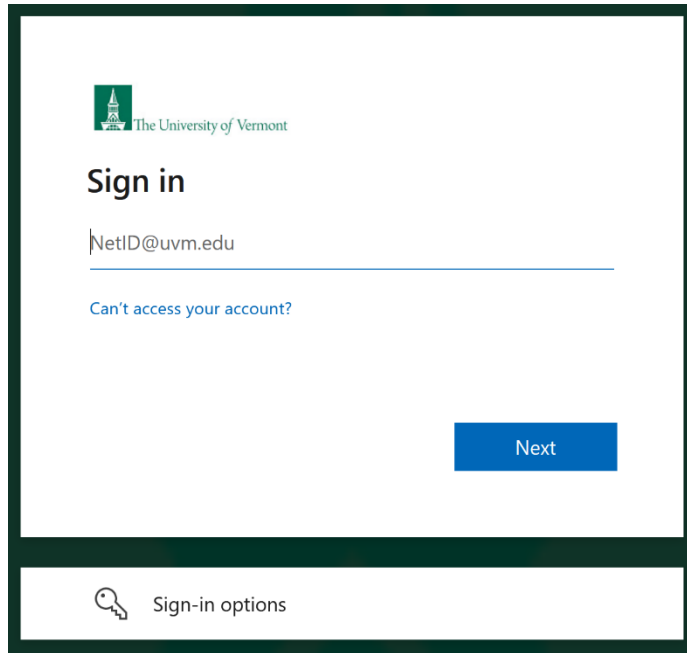 The University of Vermont
Sign in
NetID@uvm.edu
Can't access your account?
Next
Sign-in options